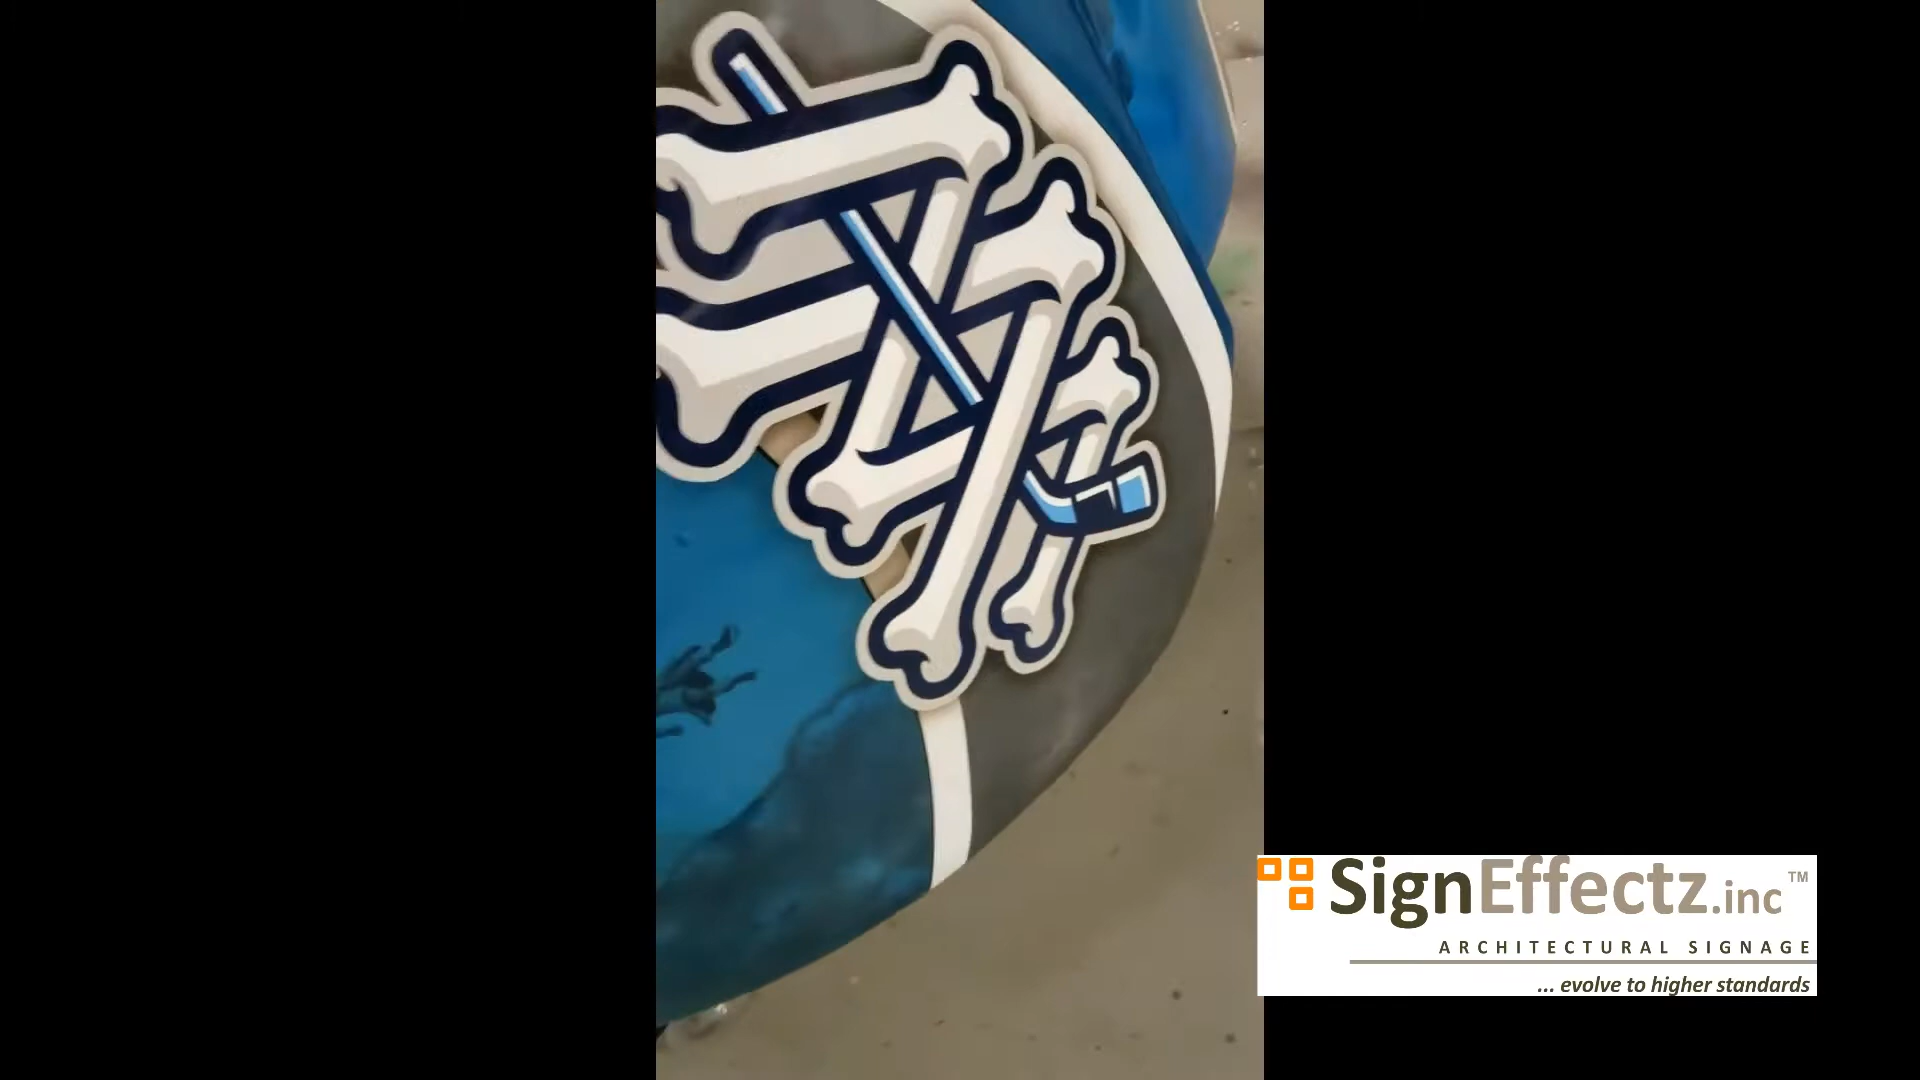 SignEffectz.inc™
ARCHITECTURAL SIGNAGE
... evolve to higher standards